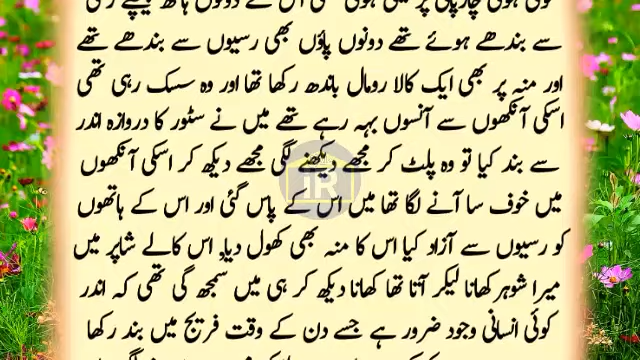 سے بندھے ہوئے تھے دونوں پاؤں بھی رسیوں سے بندھے تھے
اور منہ پر بھی ایک کالا رومال باندھ رکھا تھا اور وہ سسک رہی تھی
اسکی آنکھوں سے آنسوں بہہ رہے تھے میں نے سٹور کا دروازہ اندر
سے بند کیا تو وہ پلٹ کر مجھے دیکھنے لگی مجھے دیکھ کر اسکی آنکھوں
میں خوف سا آنے لگا تھا میں اس کے پاس گئی اور اس کے ہاتھوں
کو رسیوں سے آزاد کیا اس کا منہ بھی کھول دیا، اس کالے شاپر میں
میرا شوہر کھانا لیکر آتا تھا کھانا دیکھ کر ہی میں سمجھ گی تھی کہ اندر
کوئی انسانی وجود ضرور ہے جسے دن کے وقت فریج میں بند رکھا